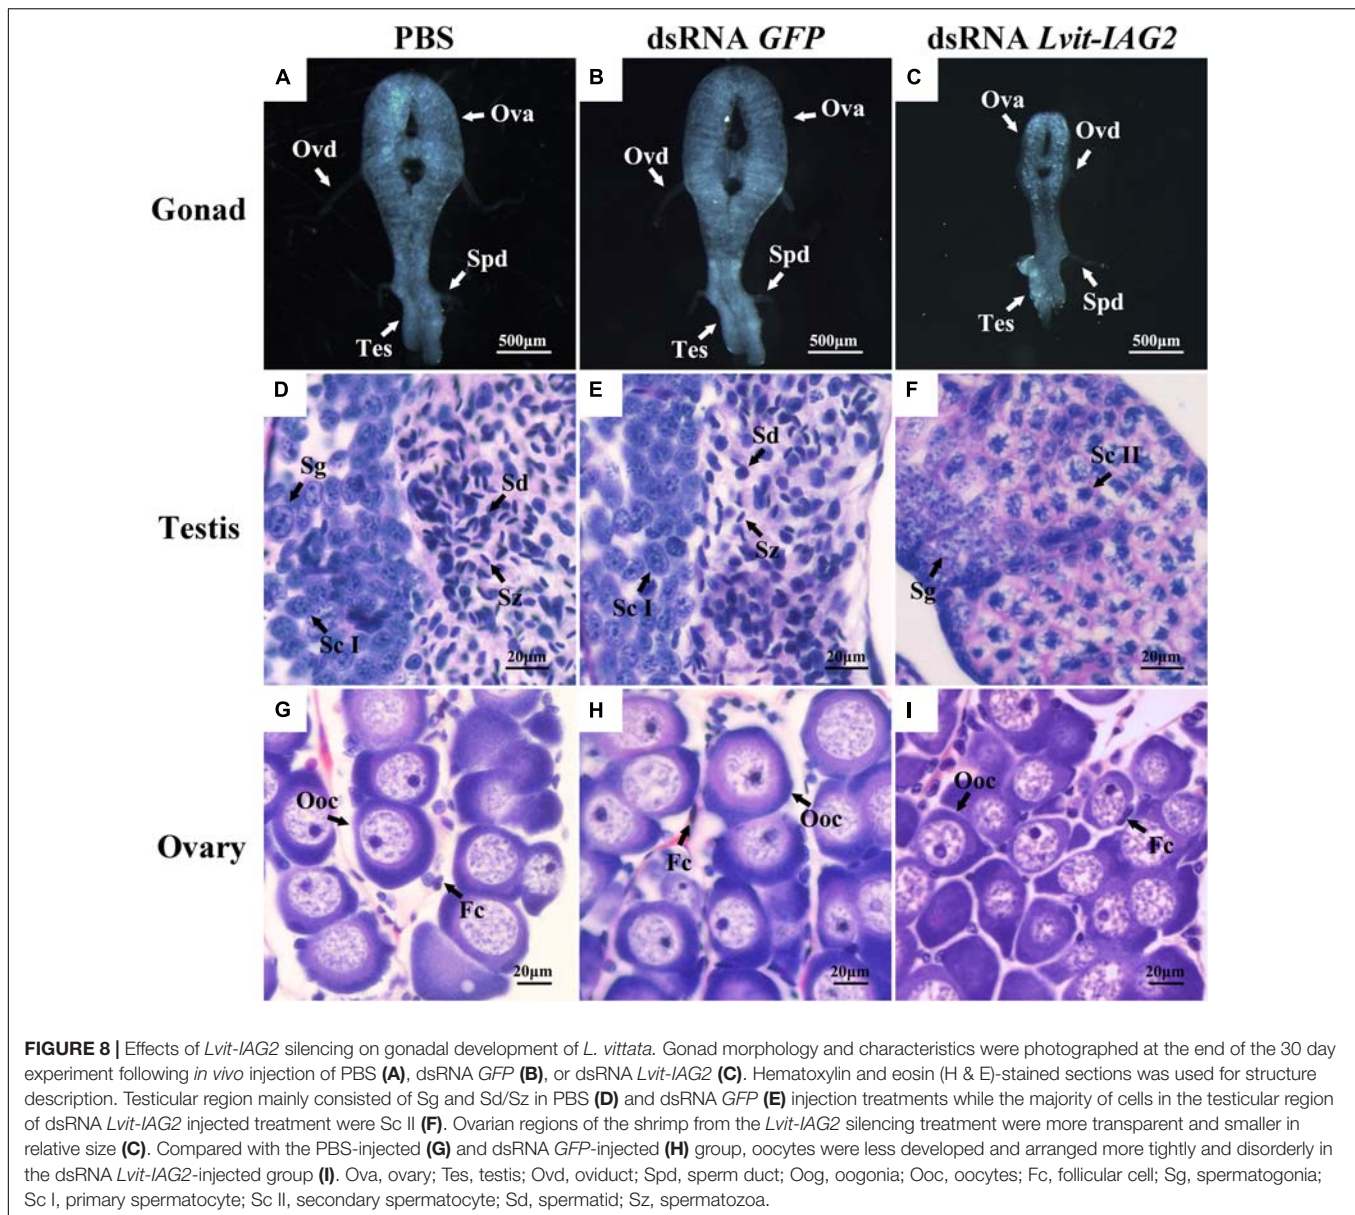 PBS
dsRNA GFP
dsRNA Lvit-IAG2
Gonad
A
Ova
Ovd
Spd
Tes
500μm
B
Ova
Ovd
Spd
Tes
500μm
C
Ova
Ovd
Spd
Tes
500μm
Testis
D
Sg
Sd
Sz
Sc I
20μm
E
Sd
Sz
Sc I
20μm
F
Sc II
Sg
20μm
Ovary
G
Ooc
Fc
20μm
H
Ooc
Fc
20μm
I
Ooc
Fc
20μm
FIGURE 8 | Effects of Lvit-IAG2 silencing on gonadal development of L. vittata. Gonad morphology and characteristics were photographed at the end of the 30 day
experiment following in vivo injection of PBS (A), dsRNA GFP (B), or dsRNA Lvit-IAG2 (C). Hematoxylin and eosin (H & E)-stained sections was used for structure
description. Testicular region mainly consisted of Sg and Sd/Sz in PBS (D) and dsRNA GFP (E) injection treatments while the majority of cells in the testicular region
of dsRNA Lvit-IAG2 injected treatment were Sc II (F). Ovarian regions of the shrimp from the Lvit-IAG2 silencing treatment were more transparent and smaller in
relative size (C). Compared with the PBS-injected (G) and dsRNA GFP-injected (H) group, oocytes were less developed and arranged more tightly and disorderly in
the dsRNA Lvit-IAG2-injected group (I). Ova, ovary; Tes, testis; Ovd, oviduct; Spd, sperm duct; Oog, oogonia; Ooc, oocytes; Fc, follicular cell; Sg, spermatogonia;
Sc I, primary spermatocyte; Sc II, secondary spermatocyte; Sd, spermatid; Sz, spermatozoa.